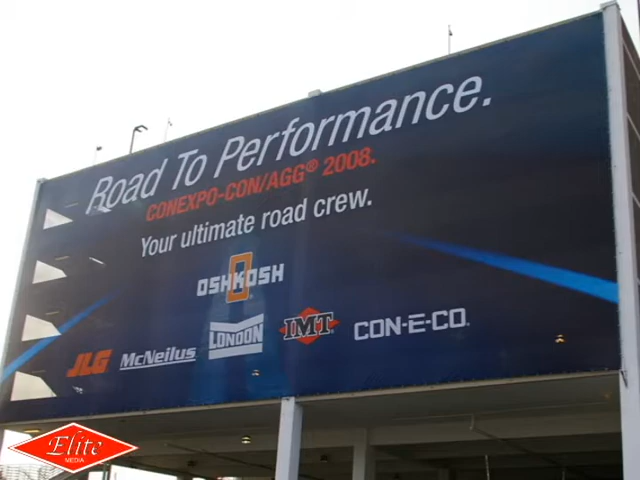 Road To Performance.
CONEXPO-CON/AGG® 2008.
Your ultimate road crew.
OSHKOSH
JLG McNeilus LONDON IMT CON-E-CO
Elite
MEDIA